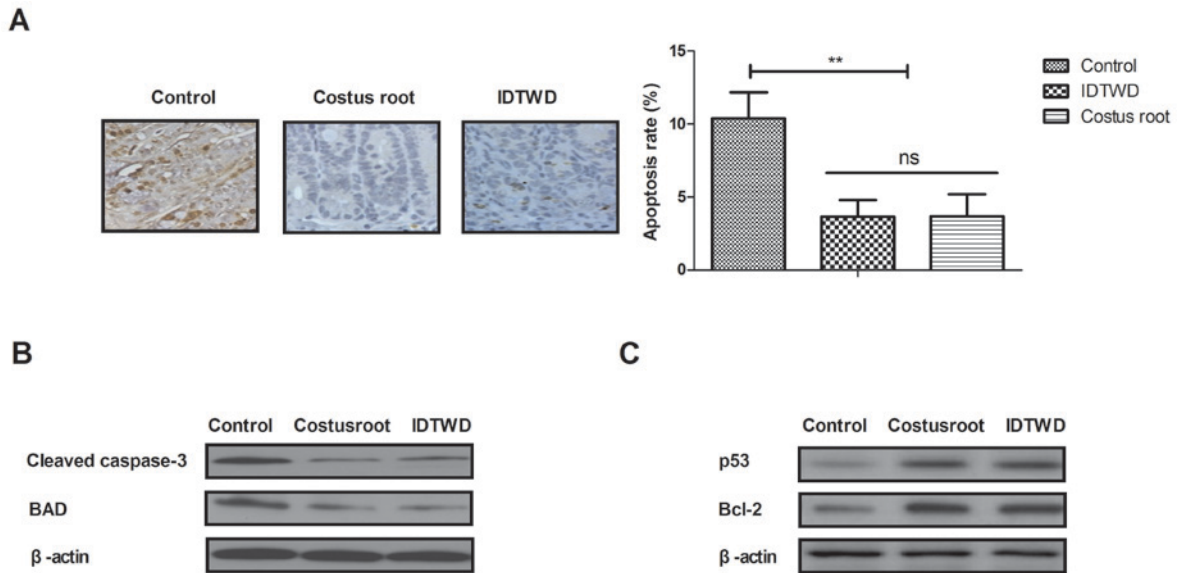 A
Control
Costus root
IDTWD
Apoptosis rate (%)
15
10
5
0
**
ns
Control
IDTWD
Costus root
B
Control Costusroot IDTWD
Cleaved caspase-3
BAD
β -actin
C
Control Costusroot IDTWD
p53
Bcl-2
β -actin